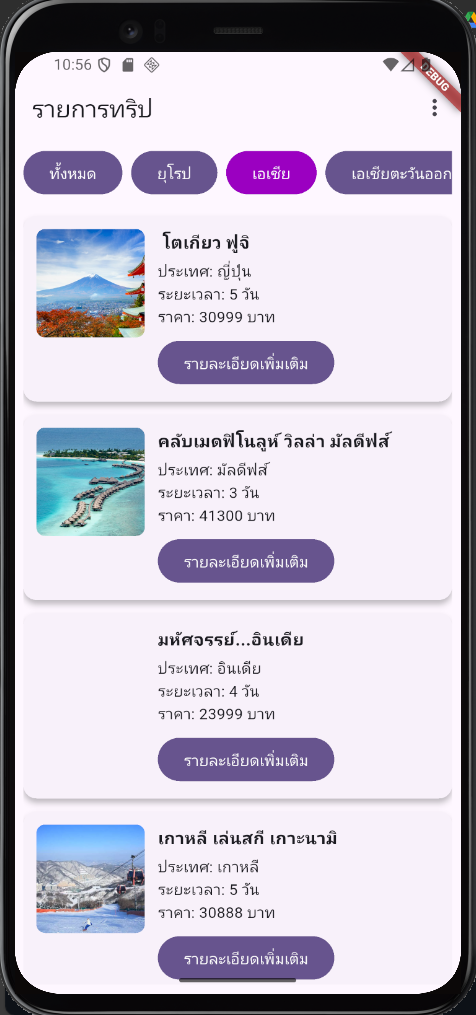 10:56
DEBUG
รายการทริป
ทั้งหมด
ยุโรป
เอเชีย
เอเชียตะวันออก
โตเกียว ฟูจิ
ประเทศ: ญี่ปุ่น
ระยะเวลา: 5 วัน
ราคา: 30999 บาท
รายละเอียดเพิ่มเติม
คลับเมดฟิโนลูห์ วิลล่า มัลดีฟส์
ประเทศ: มัลดีฟส์
ระยะเวลา: 3 วัน
ราคา: 41300 บาท
รายละเอียดเพิ่มเติม
มหัศจรรย์...อินเดีย
ประเทศ: อินเดีย
ระยะเวลา: 4 วัน
ราคา: 23999 บาท
รายละเอียดเพิ่มเติม
เกาหลี เล่นสกี เกาะนามิ
ประเทศ: เกาหลี
ระยะเวลา: 5 วัน
ราคา: 30888 บาท
รายละเอียดเพิ่มเติม